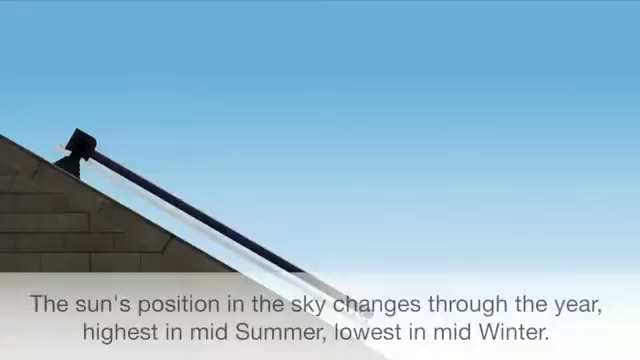 The sun's position in the sky changes through the year,
highest in mid Summer, lowest in mid Winter.